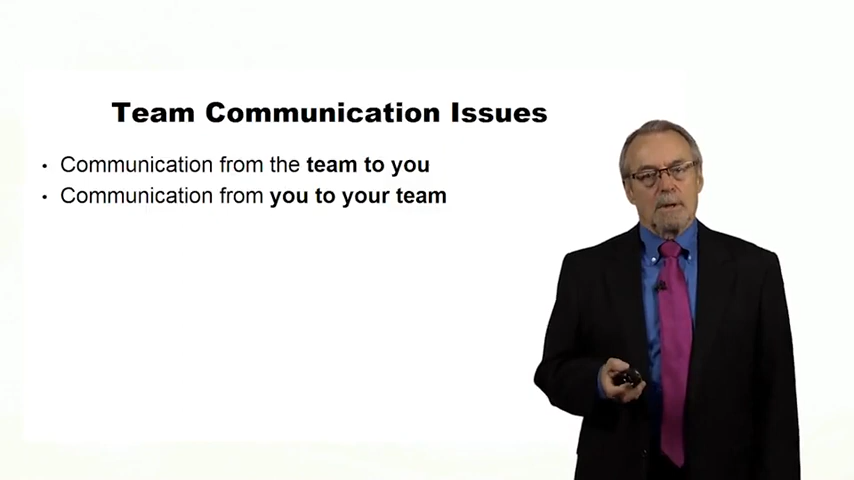 Team Communication Issues
• Communication from the team to you
• Communication from you to your team